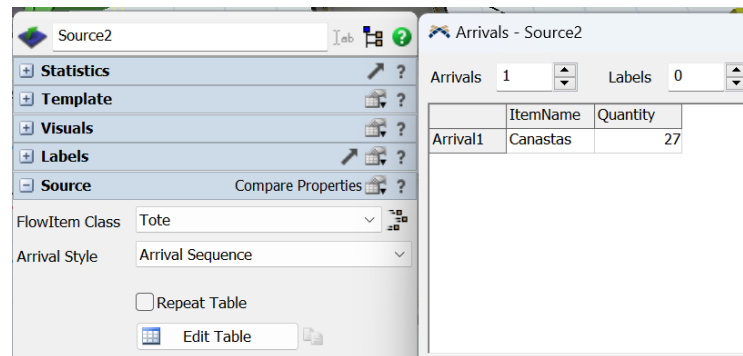 Source2
Statistics
?
Template
?
Visuals
?
Labels
?
Source Compare Properties ?
FlowItem Class Tote
Arrival Style Arrival Sequence
Repeat Table
Edit Table
Arrivals - Source2
Arrivals 1 Labels 0
ItemName Quantity
Arrival1 Canastas 27